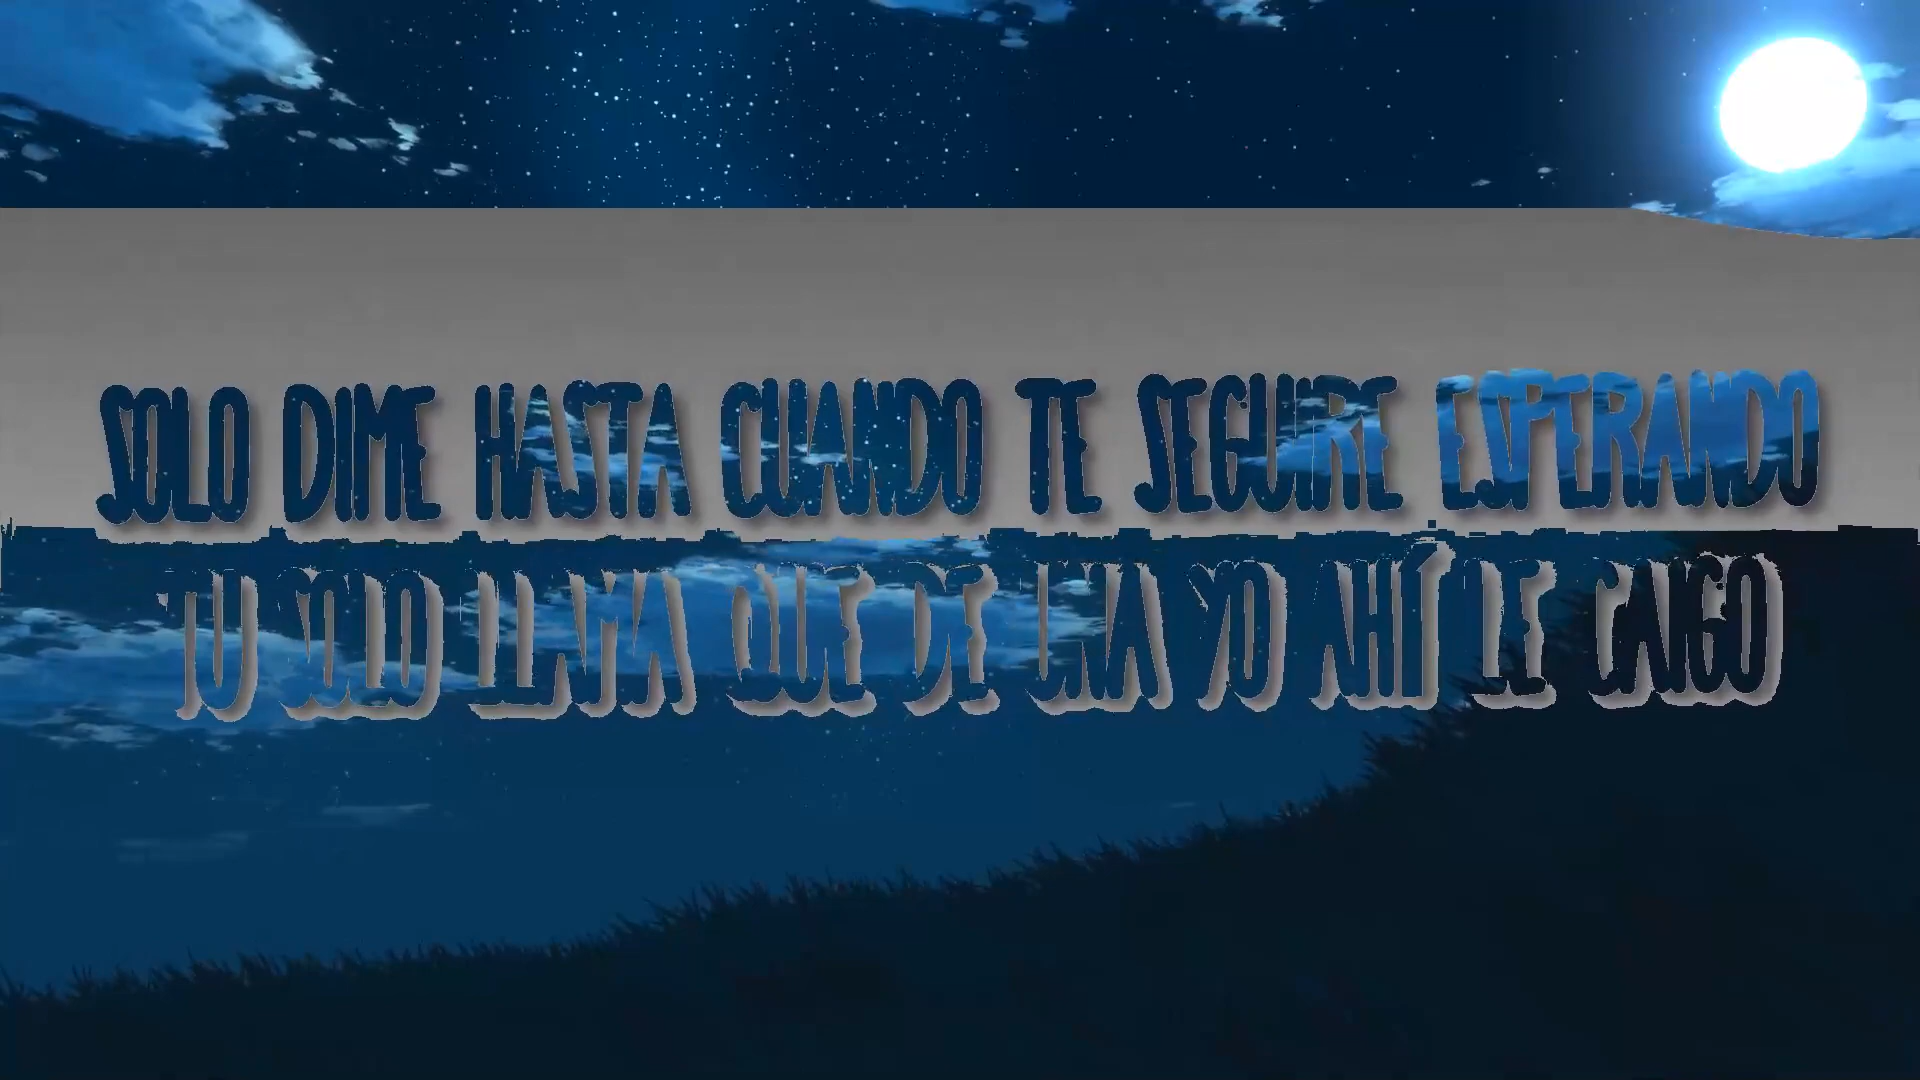 SOLO DIME HASTA CUANDO TE SEGUIRE ESPERANDO
TU SOLO LLAMA QUE DE UNA YO AHÍ LE CAIGO